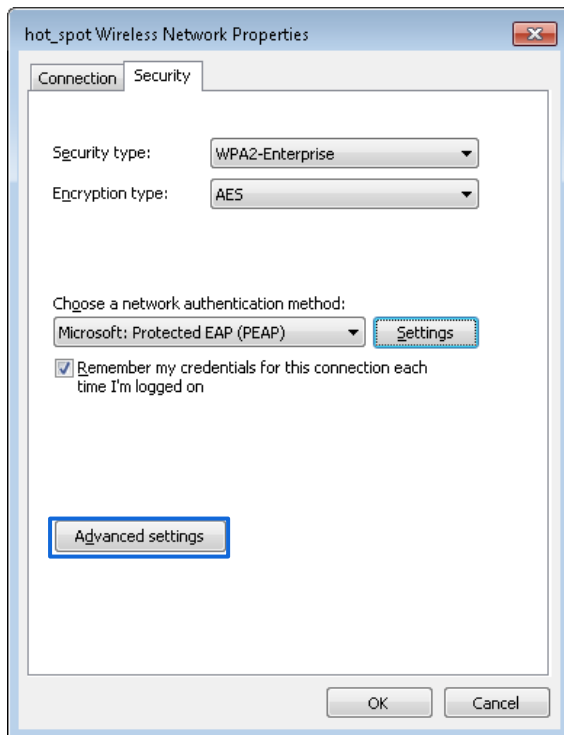 hot_spot Wireless Network Properties
Connection Security
Security type: WPA2-Enterprise
Encryption type: AES
Choose a network authentication method:
Microsoft: Protected EAP (PEAP) Settings
Remember my credentials for this connection each
time I'm logged on
Advanced settings
OK Cancel